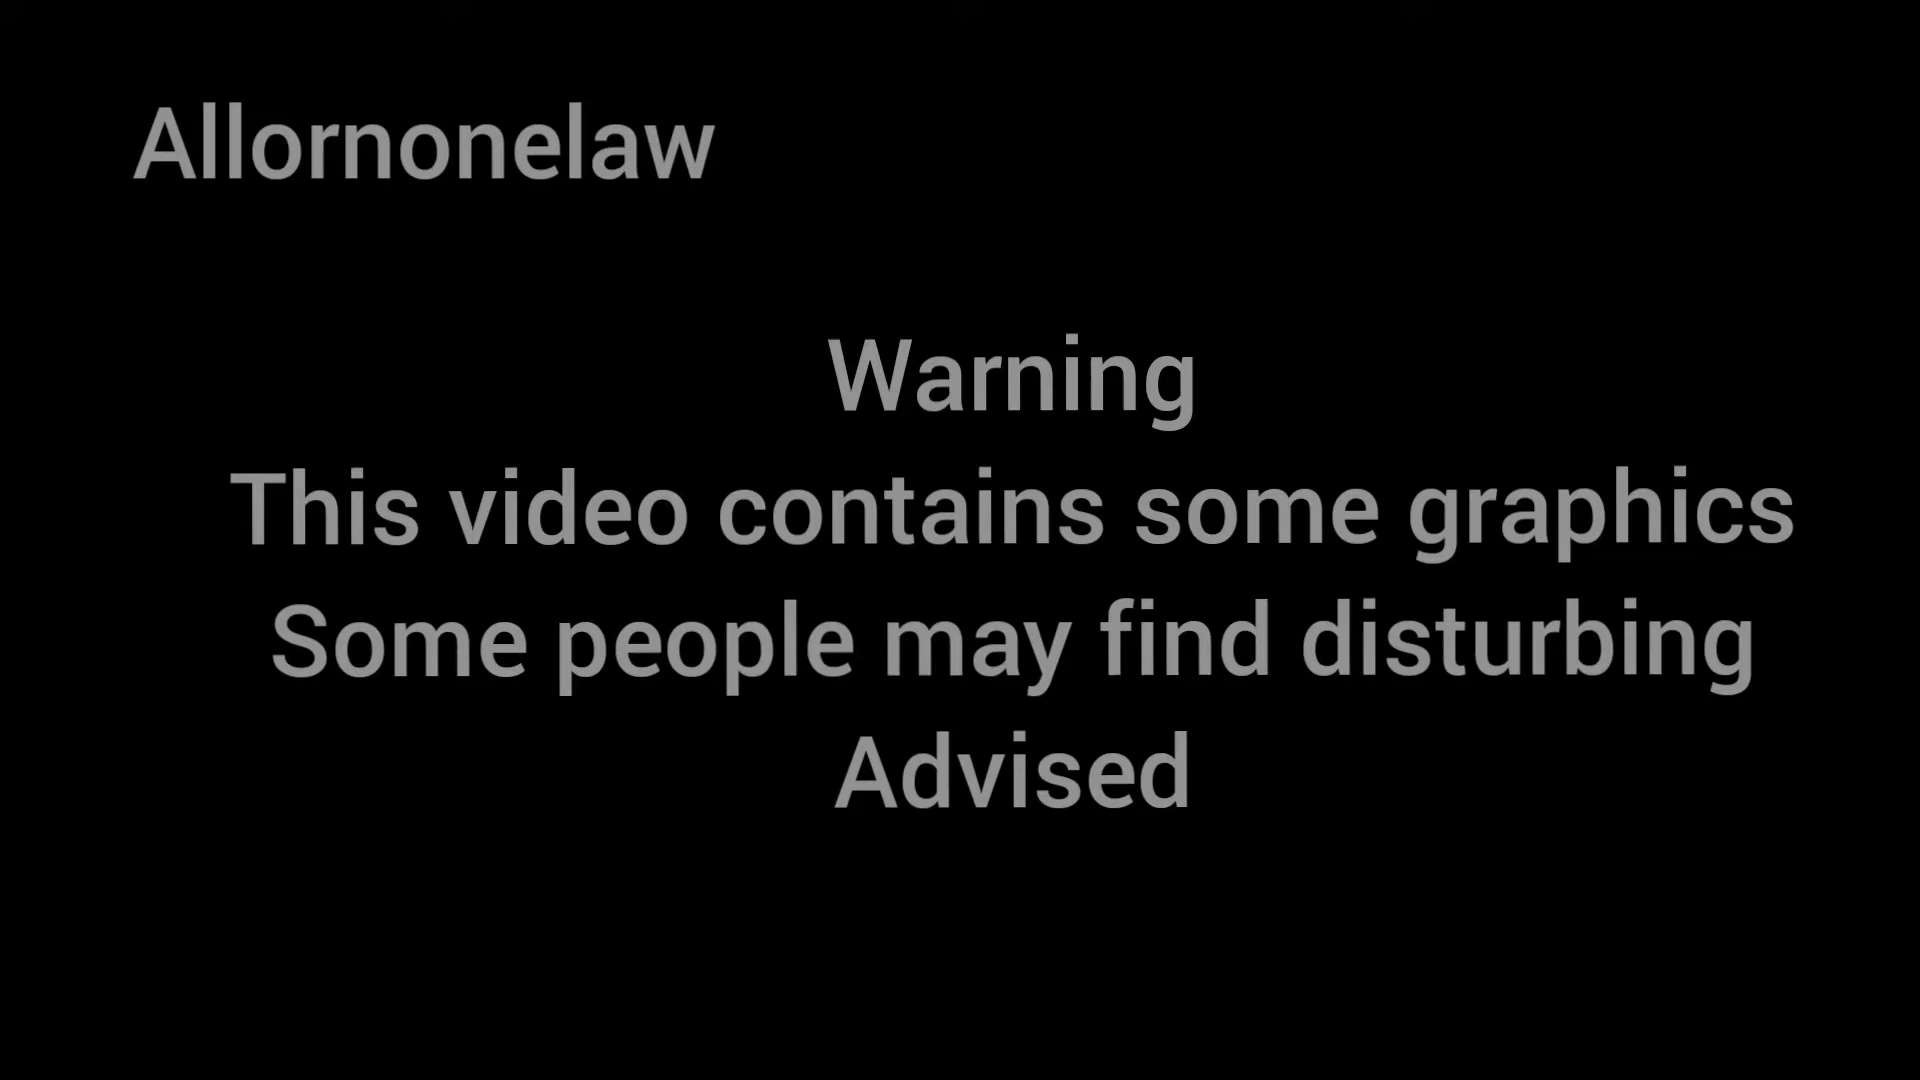 Allornonelaw
Warning
This video contains some graphics
Some people may find disturbing
Advised